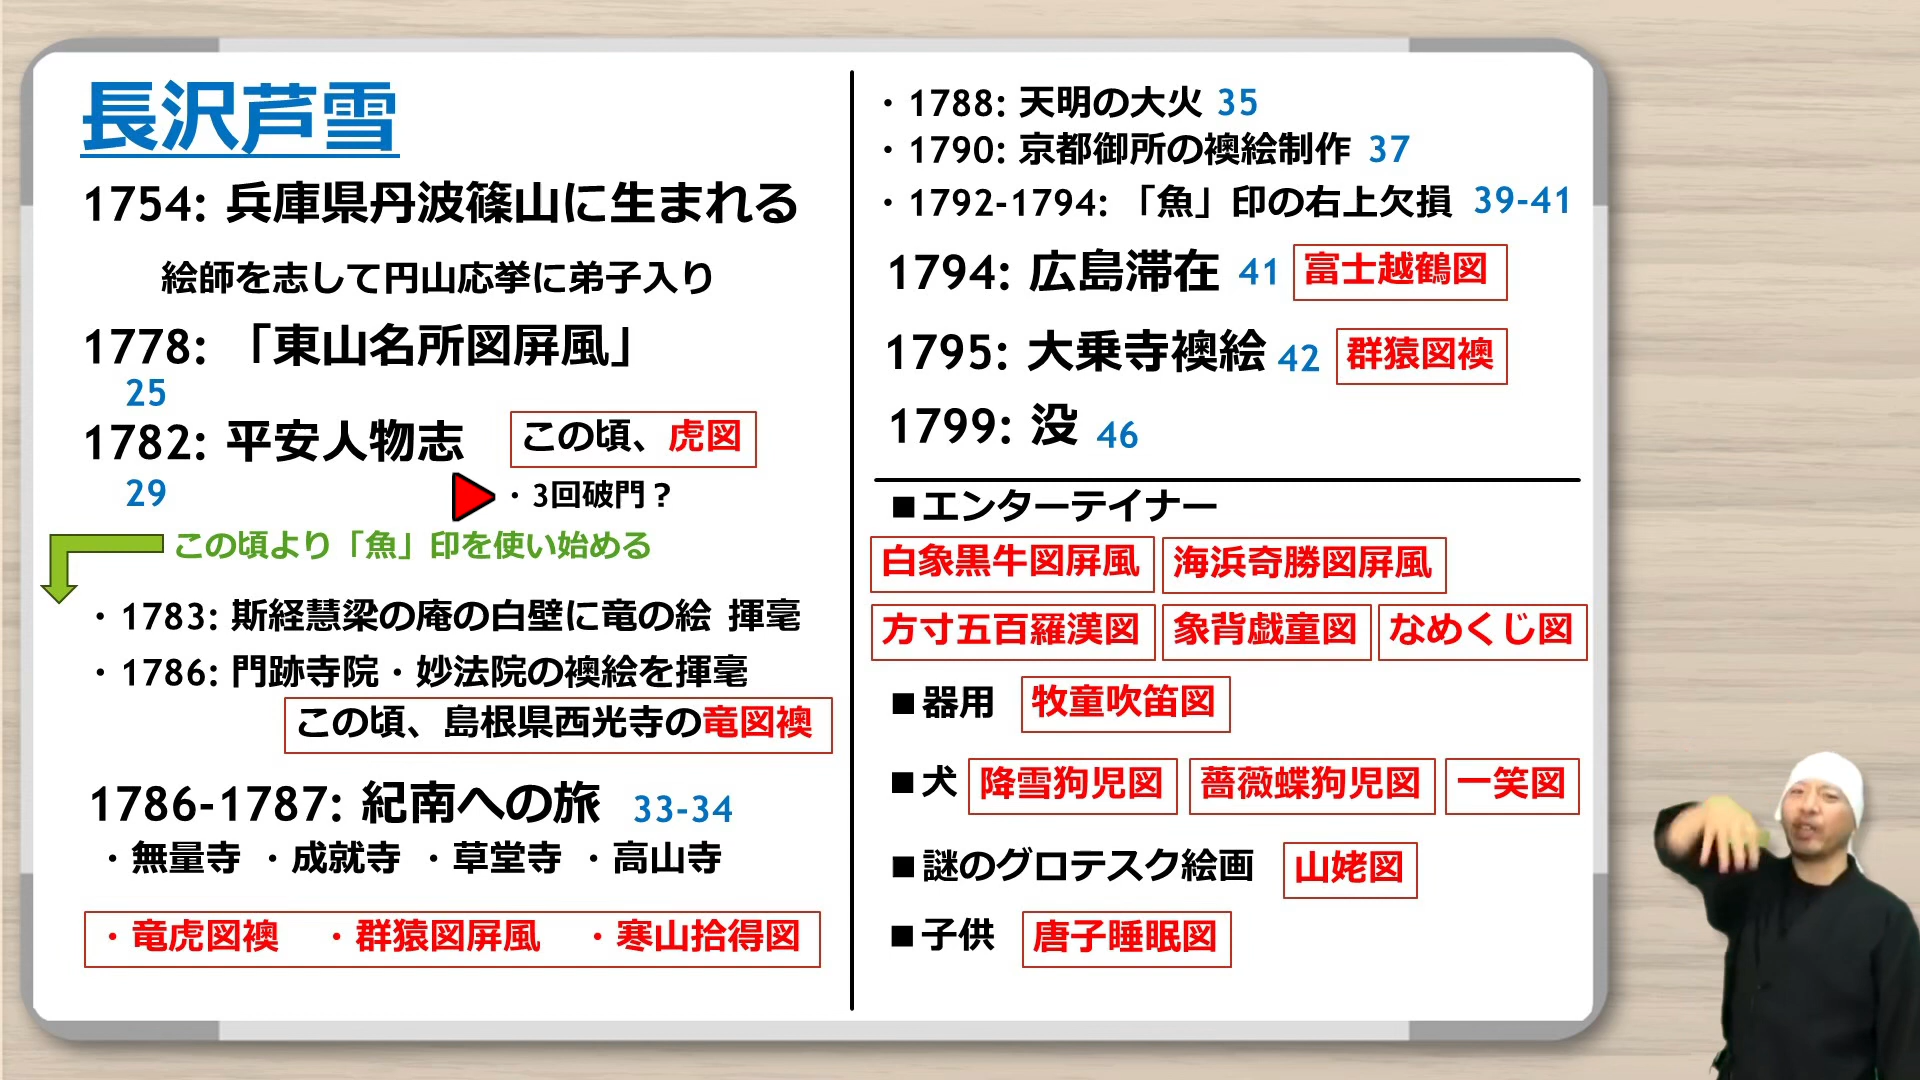 長沢芦雪
1754: 兵庫県丹波篠山に生まれる
絵師を志して円山応挙に弟子入り
1778: 「東山名所図屏風」
25
1782: 平安人物志
この頃、虎図
29
・3回破門？
この頃より「魚」印を使い始める
・1783: 斯経慧梁の庵の白壁に竜の絵 揮毫
・1786: 門跡寺院・妙法院の襖絵を揮毫
この頃、島根県西光寺の竜図襖
1786-1787: 紀南への旅 33-34
・無量寺 ・成就寺 ・草堂寺 ・高山寺
・竜虎図襖 ・群猿図屏風 ・寒山拾得図
・1788: 天明の大火 35
・1790: 京都御所の襖絵制作 37
・1792-1794: 「魚」印の右上欠損 39-41
1794: 広島滞在 41 富士越鶴図
1795: 大乗寺襖絵 42 群猿図襖
1799: 没 46
■エンターテイナー
白象黒牛図屏風 海浜奇勝図屏風
方寸五百羅漢図 象背戯童図 なめくじ図
■器用 牧童吹笛図
■犬 降雪狗児図 薔薇蝶狗児図 一笑図
■謎のグロテスク絵画 山姥図
■子供 唐子睡眠図